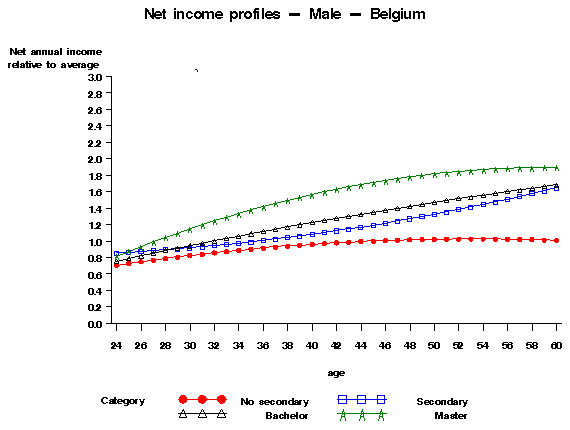 Net income profiles – Male – Belgium
Net annual income
relative to average
3.0
2.8
2.6
2.4
2.2
2.0
1.8
1.6
1.4
1.2
1.0
0.8
0.6
0.4
0.2
0.0
24 26 28 30 32 34 36 38 40 42 44 46 48 50 52 54 56 58 60
age
Category No secondary Secondary
Bachelor Master